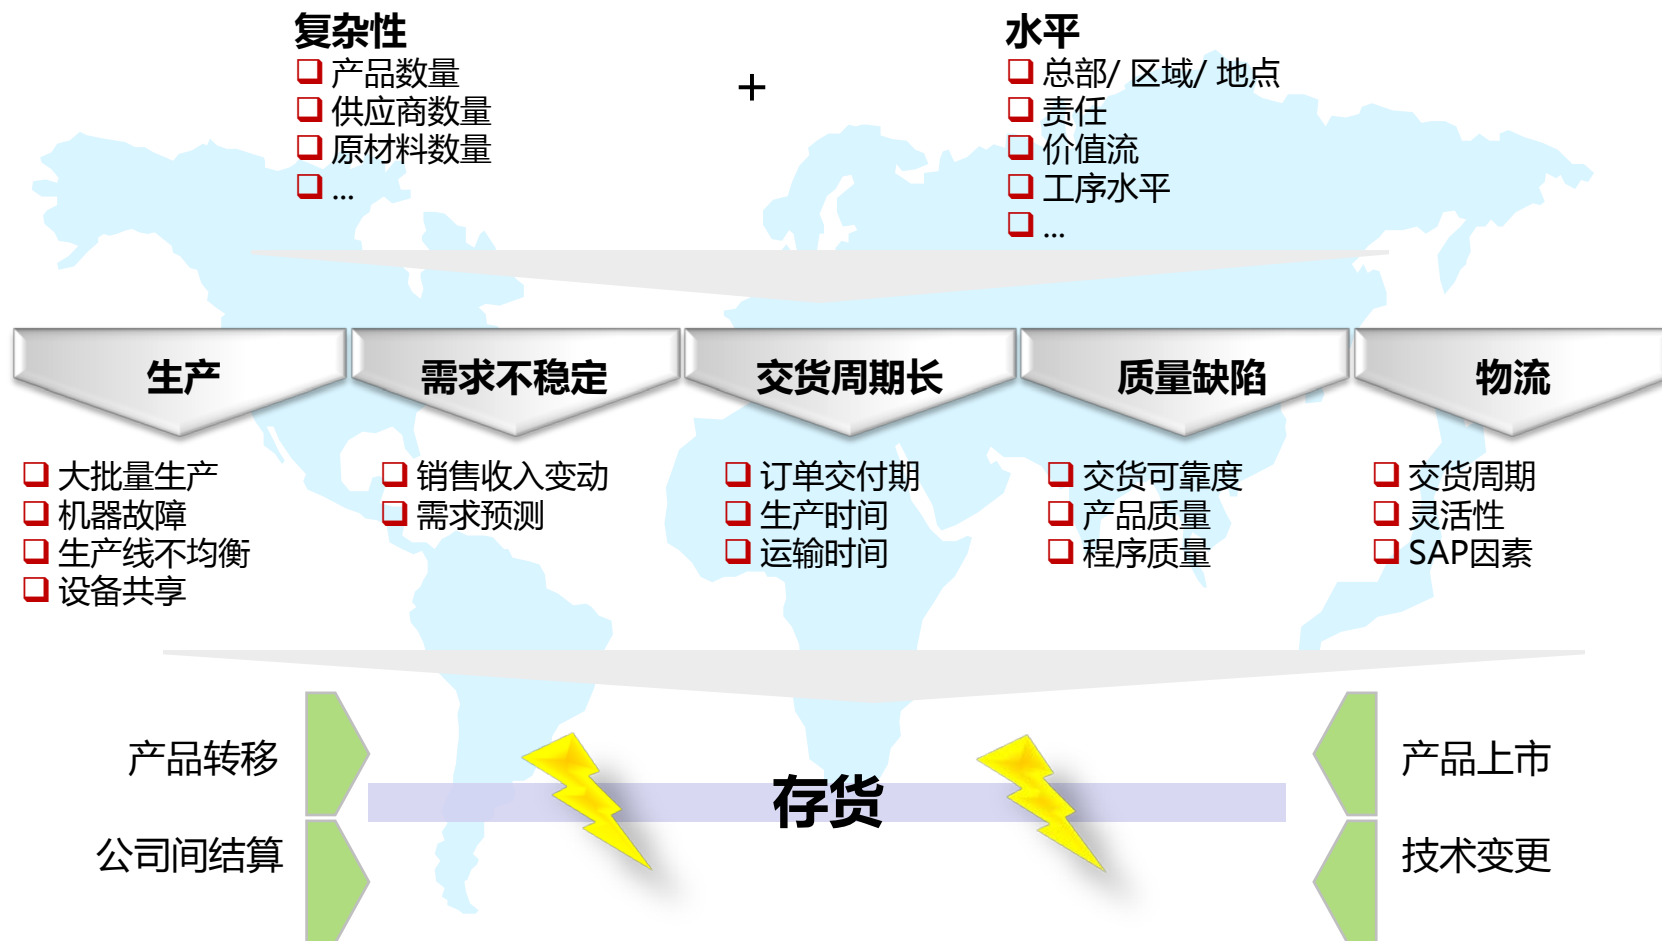 复杂性
产品数量
供应商数量
原材料数量
...
+
水平
总部/ 区域/ 地点
责任
价值流
工序水平
...
生产
需求不稳定
交货周期长
质量缺陷
物流
大批量生产
机器故障
生产线不均衡
设备共享
销售收入变动
需求预测
订单交付期
生产时间
运输时间
交货可靠度
产品质量
程序质量
交货周期
灵活性
SAP因素
产品转移
公司间结算
存货
产品上市
技术变更